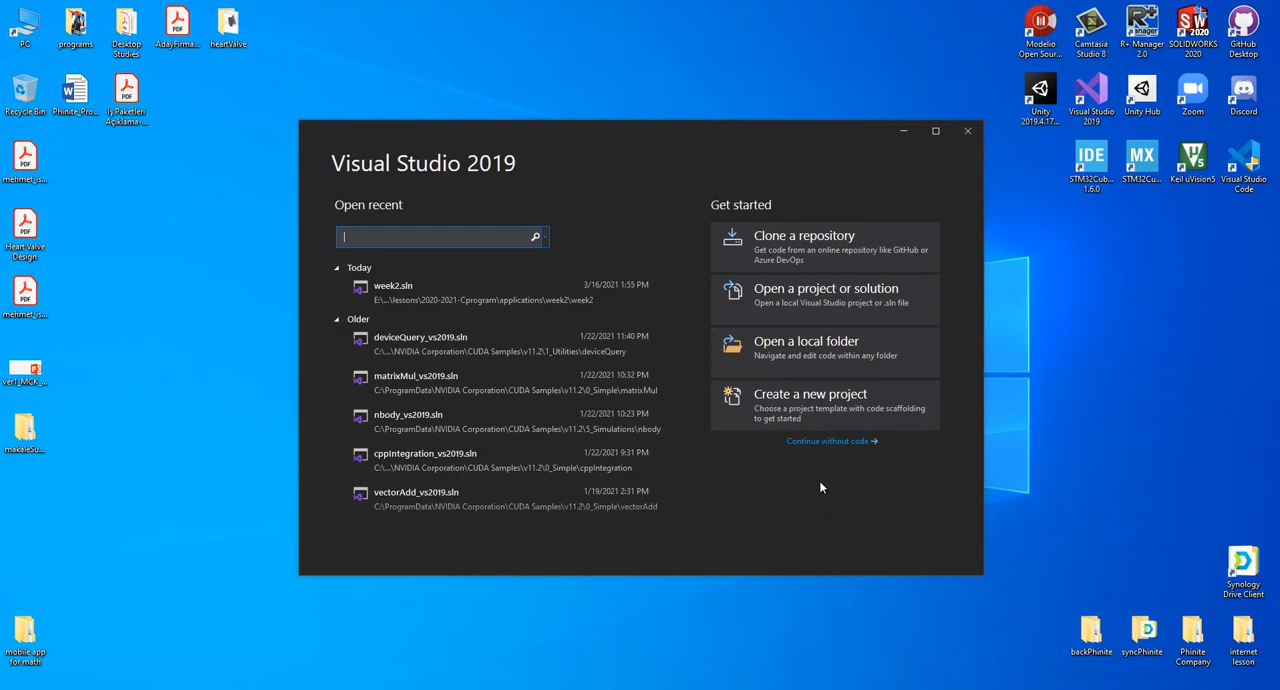 PC
programs
Desktop
Studies
AdayFirma...
heartValve
Recycle Bin
Phinite_Pro...
İş Paketleri
Açıklama-...
mehmet_is...
Heart Valve
Design
mehmet_is...
ver1_MCK_...
makaleSu...
mobile app
for math
Modelio
Open Sour...
Camtasia
Studio 8
R+ Manager
2.0
SOLIDWORKS
2020
GitHub
Desktop
Unity
2019.4.17...
Visual Studio
2019
Unity Hub
Zoom
Discord
STM32Cub...
1.6.0
STM32Cu...
Keil uVision5
Visual Studio
Code
Visual Studio 2019
Open recent
Today
week2.sln
3/16/2021 1:55 PM
E:\...\lessons\2020-2021-Cprogram\applications\week2\week2
Older
deviceQuery_vs2019.sln
1/22/2021 11:40 PM
C:\...\NVIDIA Corporation\CUDA Samples\v11.2\1_Utilities\deviceQuery
matrixMul_vs2019.sln
1/22/2021 10:32 PM
C:\ProgramData\NVIDIA Corporation\CUDA Samples\v11.2\0_Simple\matrixMul
nbody_vs2019.sln
1/22/2021 10:23 PM
C:\ProgramData\NVIDIA Corporation\CUDA Samples\v11.2\5_Simulations\nbody
cppIntegration_vs2019.sln
1/22/2021 9:31 PM
C:\...\NVIDIA Corporation\CUDA Samples\v11.2\0_Simple\cppIntegration
vectorAdd_vs2019.sln
1/19/2021 2:31 PM
C:\ProgramData\NVIDIA Corporation\CUDA Samples\v11.2\0_Simple\vectorAdd
Get started
Clone a repository
Get code from an online repository like GitHub or
Azure DevOps
Open a project or solution
Open a local Visual Studio project or .sln file
Open a local folder
Navigate and edit code within any folder
Create a new project
Choose a project template with code scaffolding
to get started
Continue without code →
Synology
Drive Client
backPhinite
syncPhinite
Phinite
Company
internet
lesson